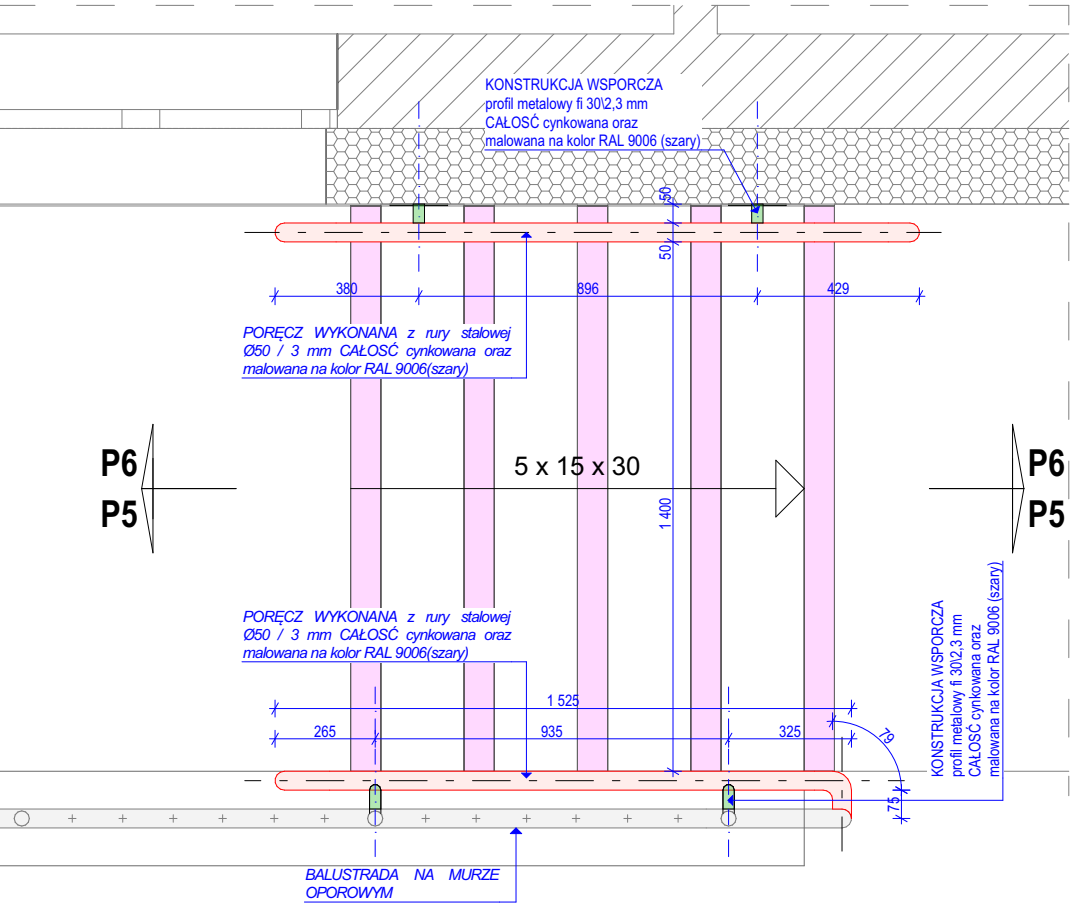 KONSTRUKCJA WSPORCZA
profil metalowy fi 30\2,3 mm
CAŁOŚĆ cynkowana oraz
malowana na kolor RAL 9006 (szary)
50
50
380
896
429
PORĘCZ WYKONANA z rury stalowej
Ø50 / 3 mm CAŁOŚĆ cynkowana oraz
malowana na kolor RAL 9006(szary)
P6
P5
5 x 15 x 30
P6
P5
1 400
PORĘCZ WYKONANA z rury stalowej
Ø50 / 3 mm CAŁOŚĆ cynkowana oraz
malowana na kolor RAL 9006(szary)
KONSTRUKCJA WSPORCZA
profil metalowy fi 30\2,3 mm
CAŁOŚĆ cynkowana oraz
malowana na kolor RAL 9006 (szary)
1 525
265
935
325
79
75
BALUSTRADA NA MURZE
OPOROWYM